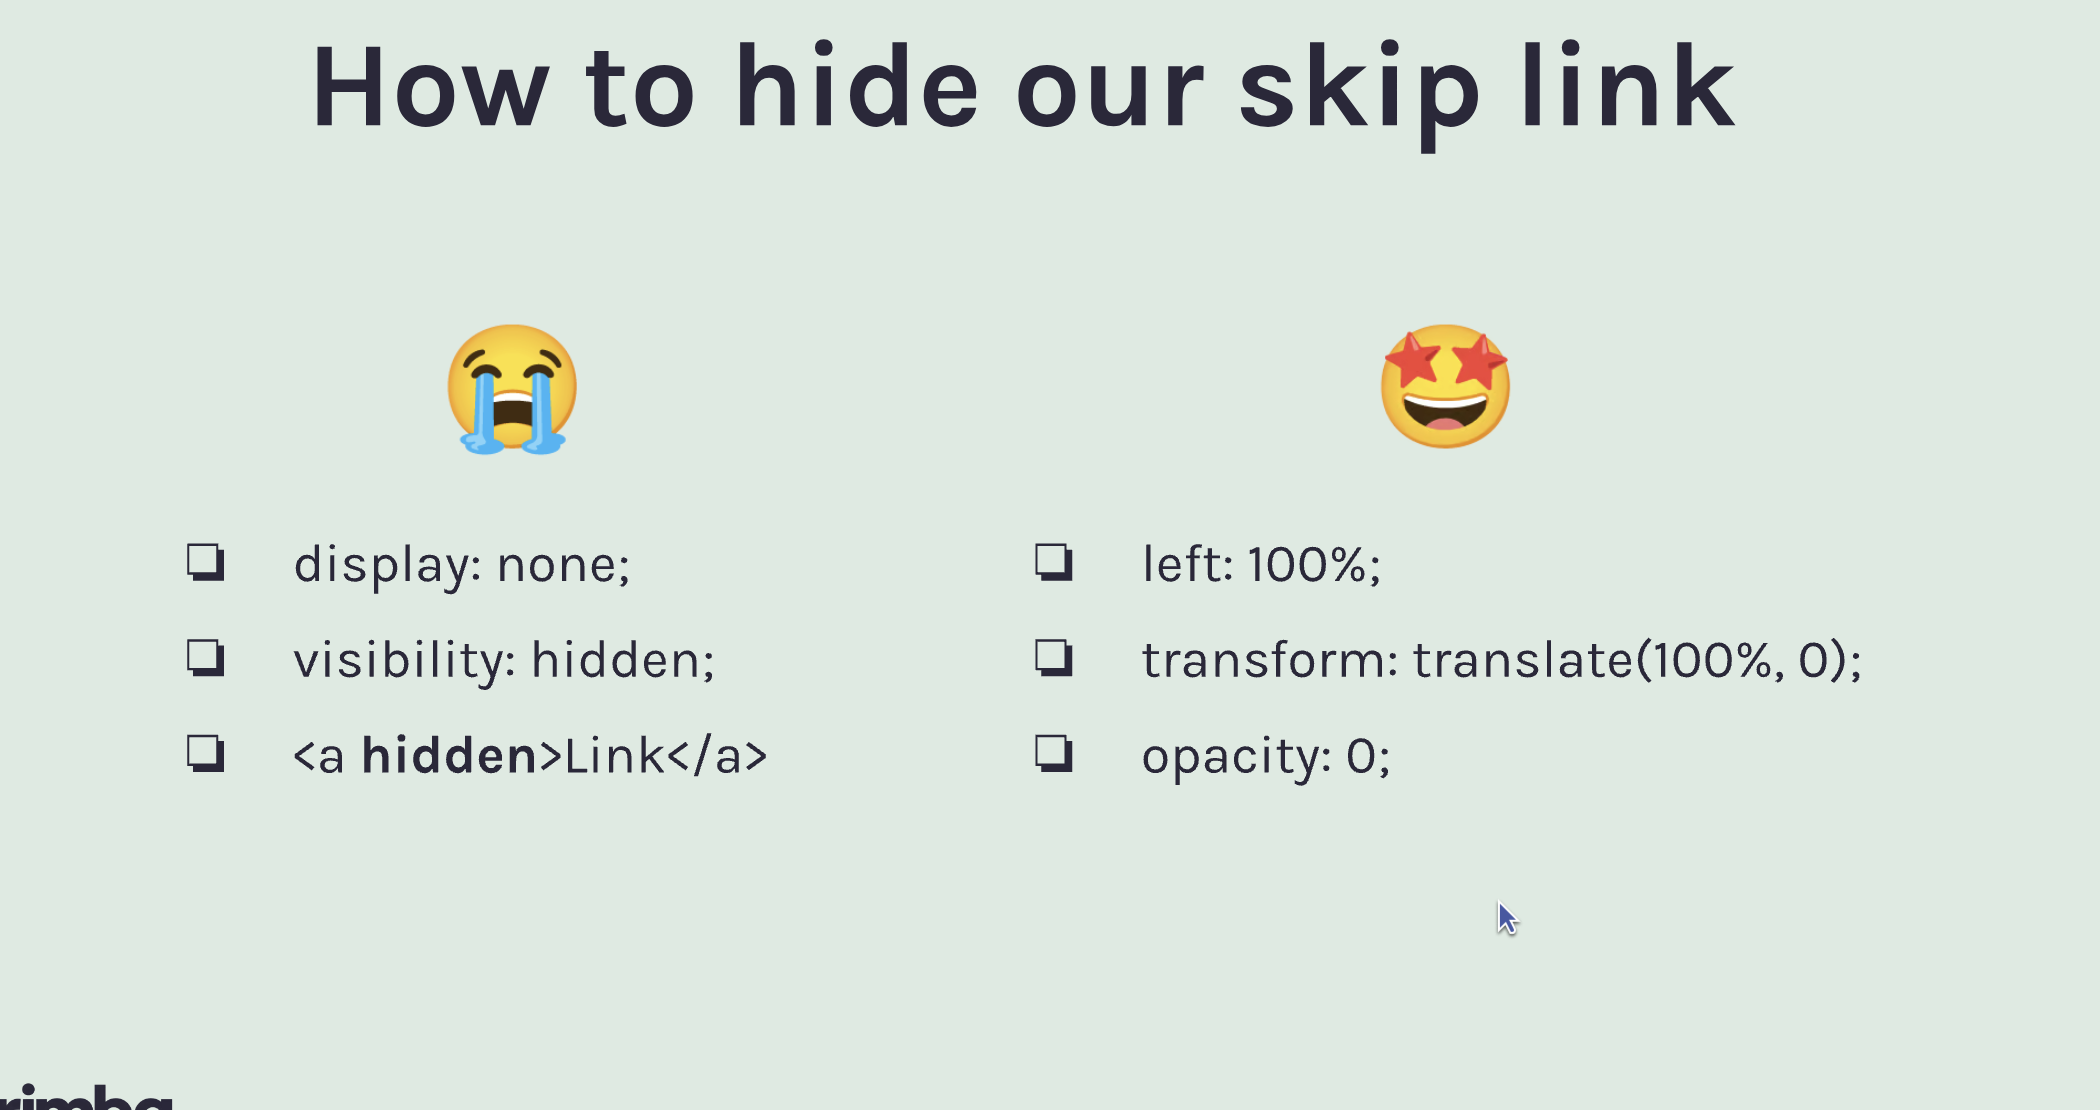 How to hide our skip link
display: none;
visibility: hidden;
<a hidden>Link</a>
left: 100%;
transform: translate(100%, 0);
opacity: 0;
rimba